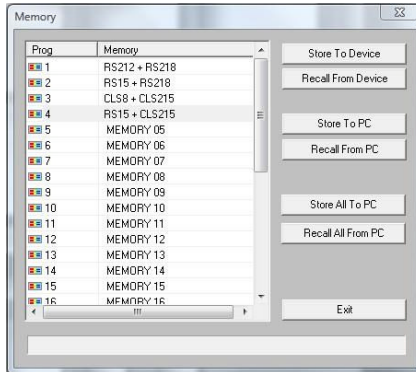 Memory
Prog Memory
1 RS212 + RS218
2 RS15 + RS218
3 CLS8 + CLS215
4 RS15 + CLS215
5 MEMORY 05
6 MEMORY 06
7 MEMORY 07
8 MEMORY 08
9 MEMORY 09
10 MEMORY 10
11 MEMORY 11
12 MEMORY 12
13 MEMORY 13
14 MEMORY 14
15 MEMORY 15
16 MEMORY 16
Store To Device
Recall From Device
Store To PC
Recall From PC
Store All To PC
Recall All From PC
Exit